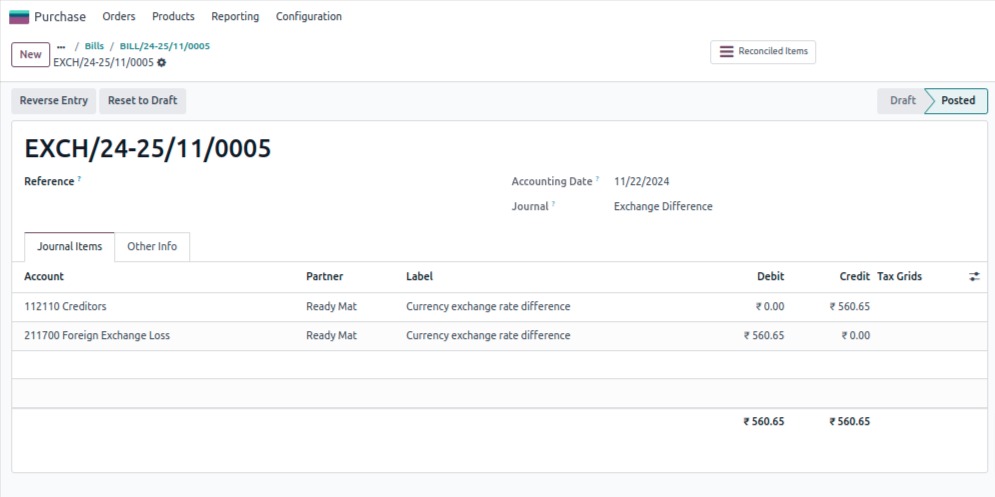 Purchase Orders Products Reporting Configuration
New ... / Bills / BILL/24-25/11/0005
EXCH/24-25/11/0005
Reconciled Items
Reverse Entry Reset to Draft Draft Posted
EXCH/24-25/11/0005
Reference ? Accounting Date ? 11/22/2024
Journal ? Exchange Difference
Journal Items Other Info
Account Partner Label Debit Credit Tax Grids
112110 Creditors Ready Mat Currency exchange rate difference ₹ 0.00 ₹ 560.65
211700 Foreign Exchange Loss Ready Mat Currency exchange rate difference ₹ 560.65 ₹ 0.00
₹ 560.65 ₹ 560.65